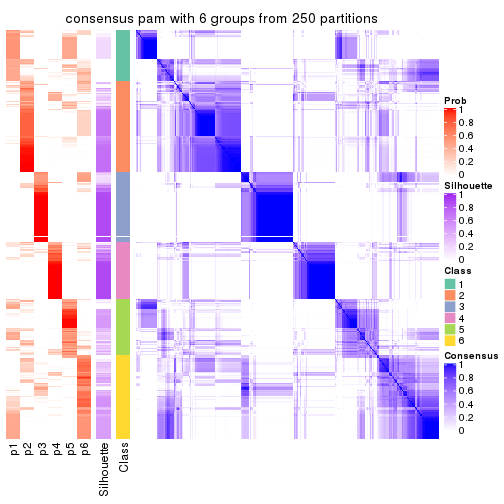 consensus pam with 6 groups from 250 partitions
Prob
1
0.8
0.6
0.4
0.2
0
Silhouette
1
0.8
0.6
0.4
0.2
0
Class
1
2
3
4
5
6
Consensus
1
0.8
0.6
0.4
0.2
0
p1
p2
p3
p4
p5
p6
Silhouette
Class